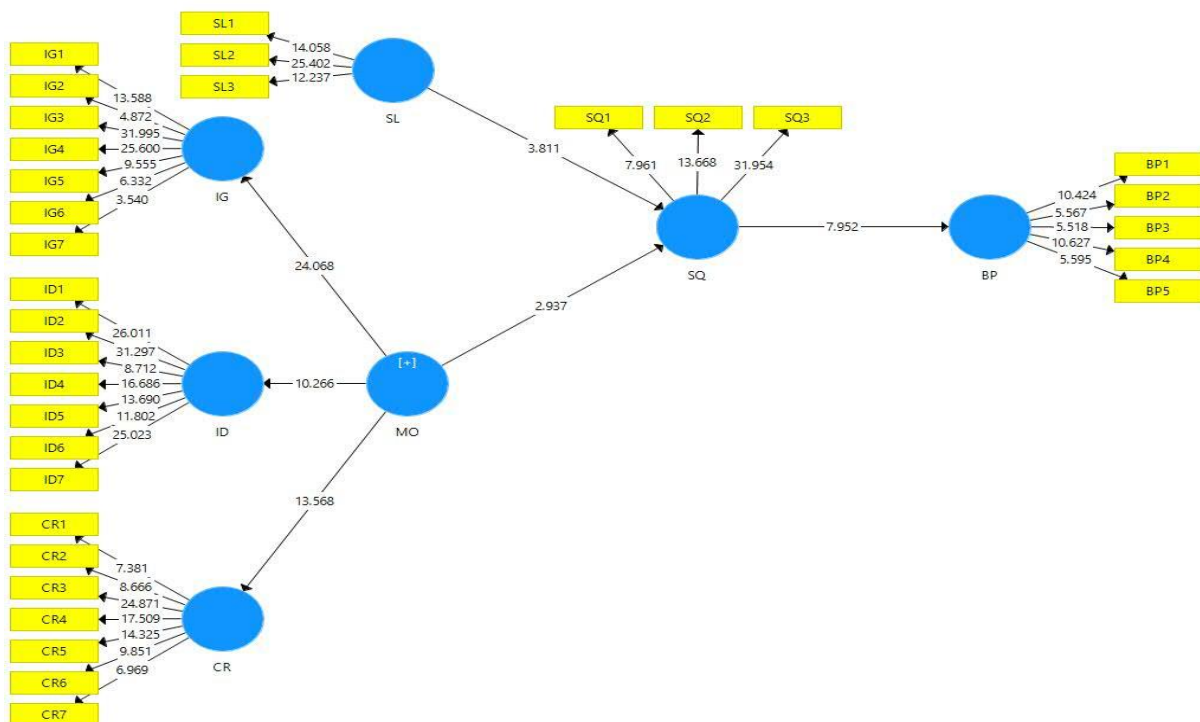 SL1
SL2
SL3
14.058
25.402
12.237
SL
IG1
IG2
IG3
IG4
IG5
IG6
IG7
13.588
4.872
31.995
25.600
9.555
6.332
3.540
IG
SQ1 SQ2 SQ3
7.961 13.668 31.954
3.811
SQ
7.952
BP1
BP2
BP3
BP4
BP5
10.424
5.567
5.518
10.627
5.595
BP
24.068
2.937
ID1
ID2
ID3
ID4
ID5
ID6
ID7
26.011
31.297
8.712
16.686
13.690
11.802
25.023
ID
10.266
[+]
MO
13.568
CR1
CR2
CR3
CR4
CR5
CR6
CR7
7.381
8.666
24.871
17.509
14.325
9.851
6.969
CR